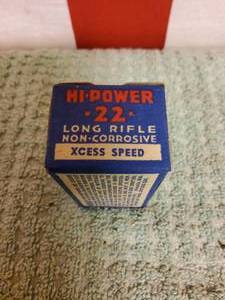 HI-POWER
·22·
LONG RIFLE
NON-CORROSIVE
XCESS SPEED